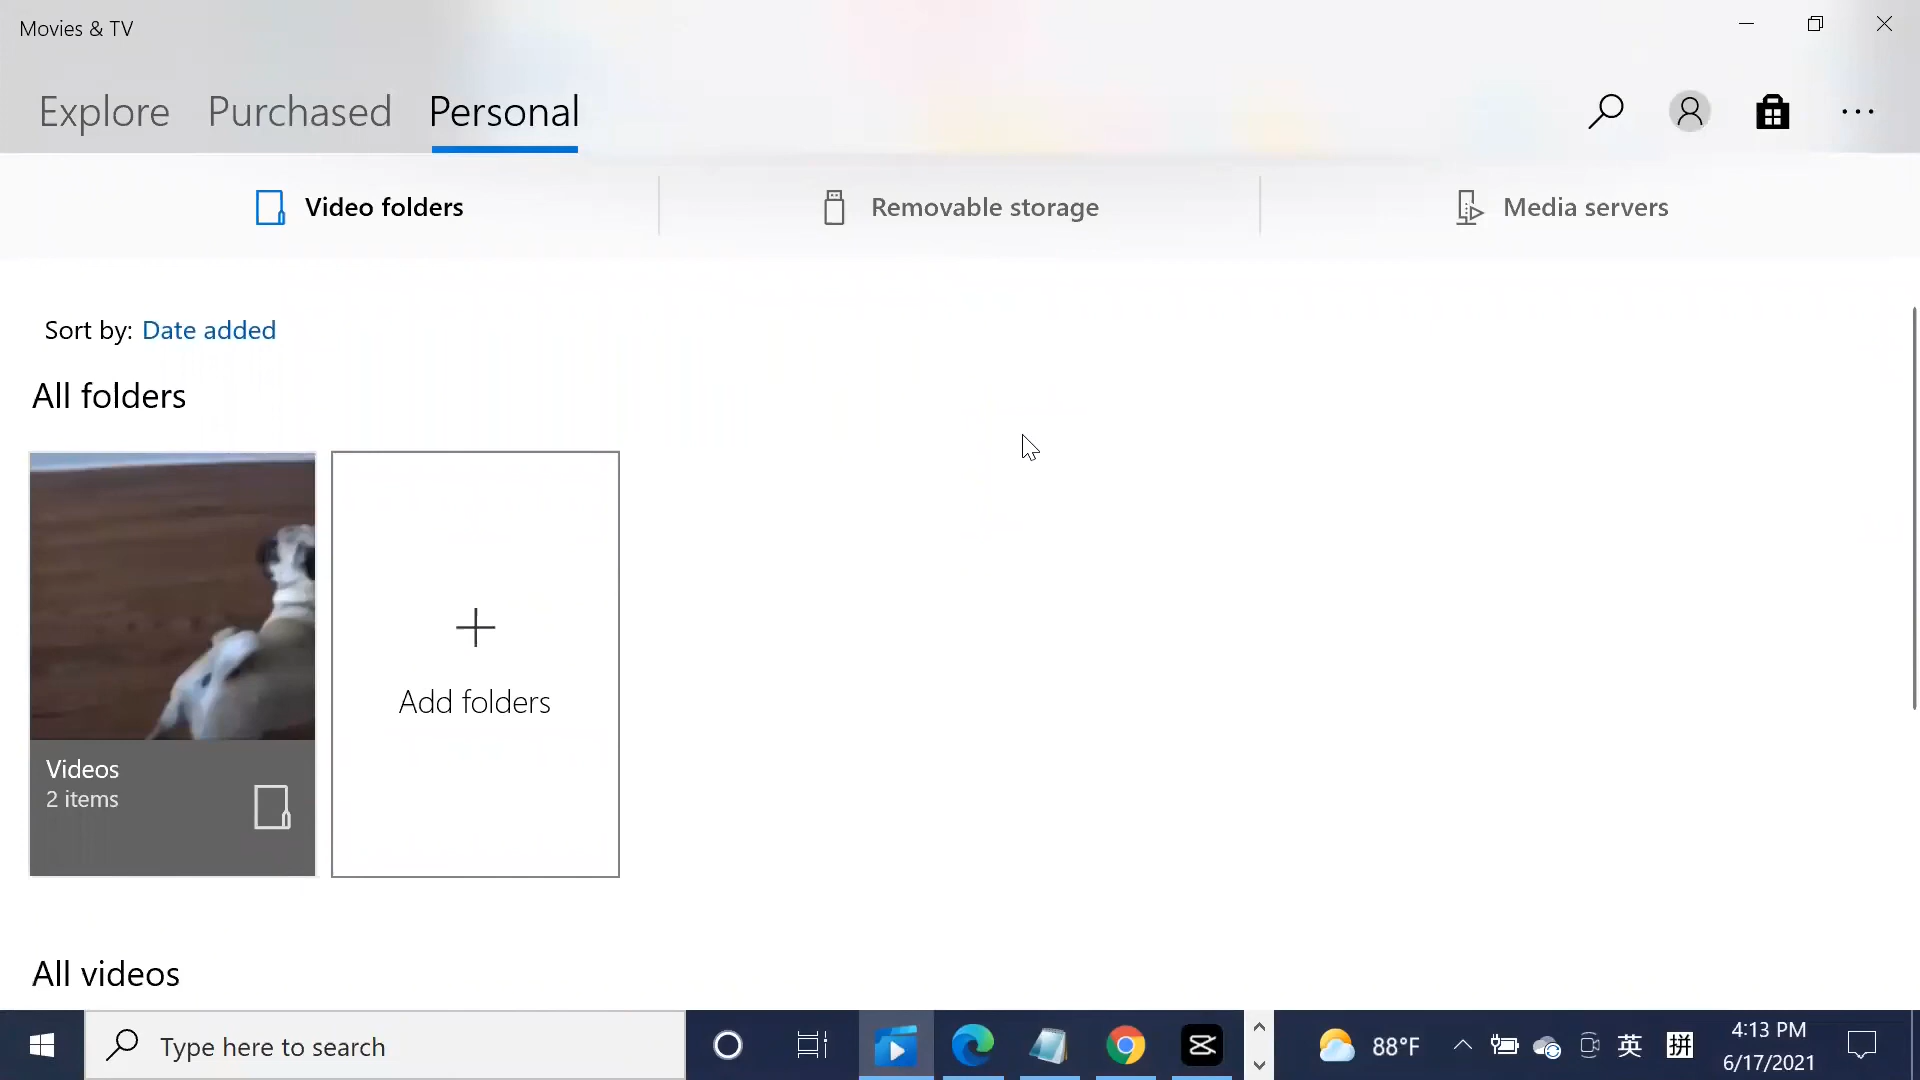 Movies & TV
Explore Purchased Personal
Video folders
Removable storage
Media servers
Sort by: Date added
All folders
Videos
2 items
Add folders
All videos
Type here to search
88°F
英
拼
4:13 PM
6/17/2021